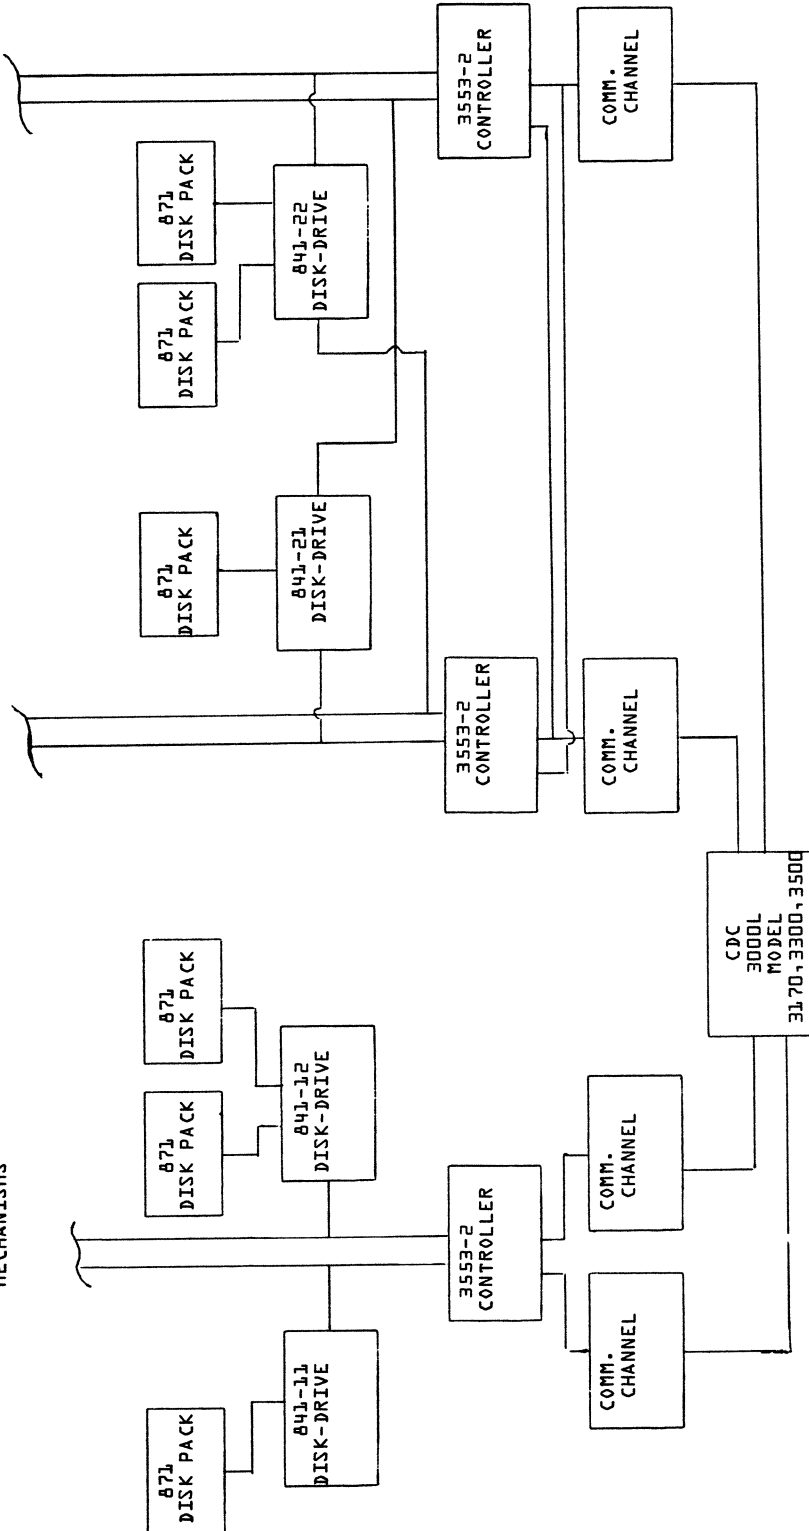 MECHANISMS
871
DISK PACK
871
DISK PACK
871
DISK PACK
871
DISK PACK
871
DISK PACK
871
DISK PACK
841-11
DISK-DRIVE
841-12
DISK-DRIVE
841-21
DISK-DRIVE
841-22
DISK-DRIVE
3553-2
CONTROLLER
3553-2
CONTROLLER
3553-2
CONTROLLER
COMM.
CHANNEL
COMM.
CHANNEL
COMM.
CHANNEL
COMM.
CHANNEL
CDC
3000L
MODEL
3170,3300,3500